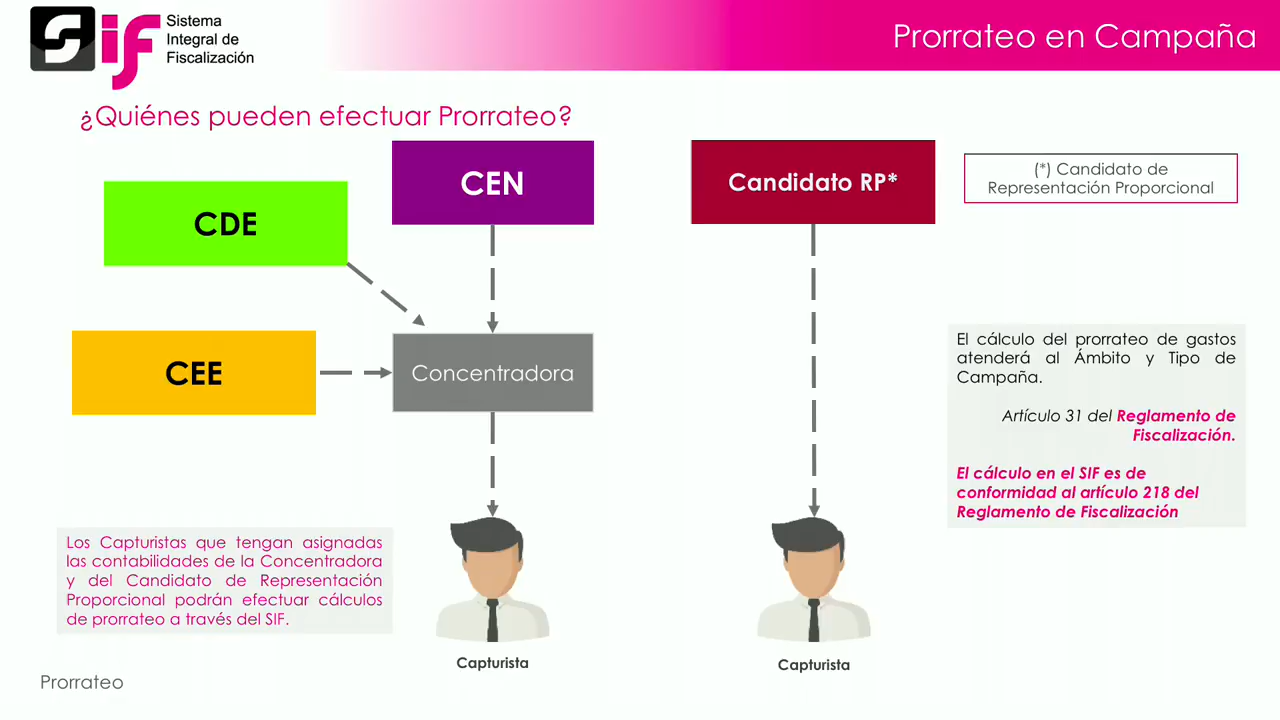 Sif
Sistema
Integral de
Fiscalización
Prorrateo en Campaña
¿Quiénes pueden efectuar Prorrateo?
CDE
CEN
Candidato RP*
(*) Candidato de
Representación Proporcional
CEE
Concentradora
El cálculo del prorrateo de gastos
atenderá al Ámbito y Tipo de
Campaña.
Artículo 31 del Reglamento de
Fiscalización.
El cálculo en el SIF es de
conformidad al artículo 218 del
Reglamento de Fiscalización
Los Capturistas que tengan asignadas
las contabilidades de la Concentradora
y del Candidato de Representación
Proporcional podrán efectuar cálculos
de prorrateo a través del SIF.
Capturista
Capturista
Prorrateo